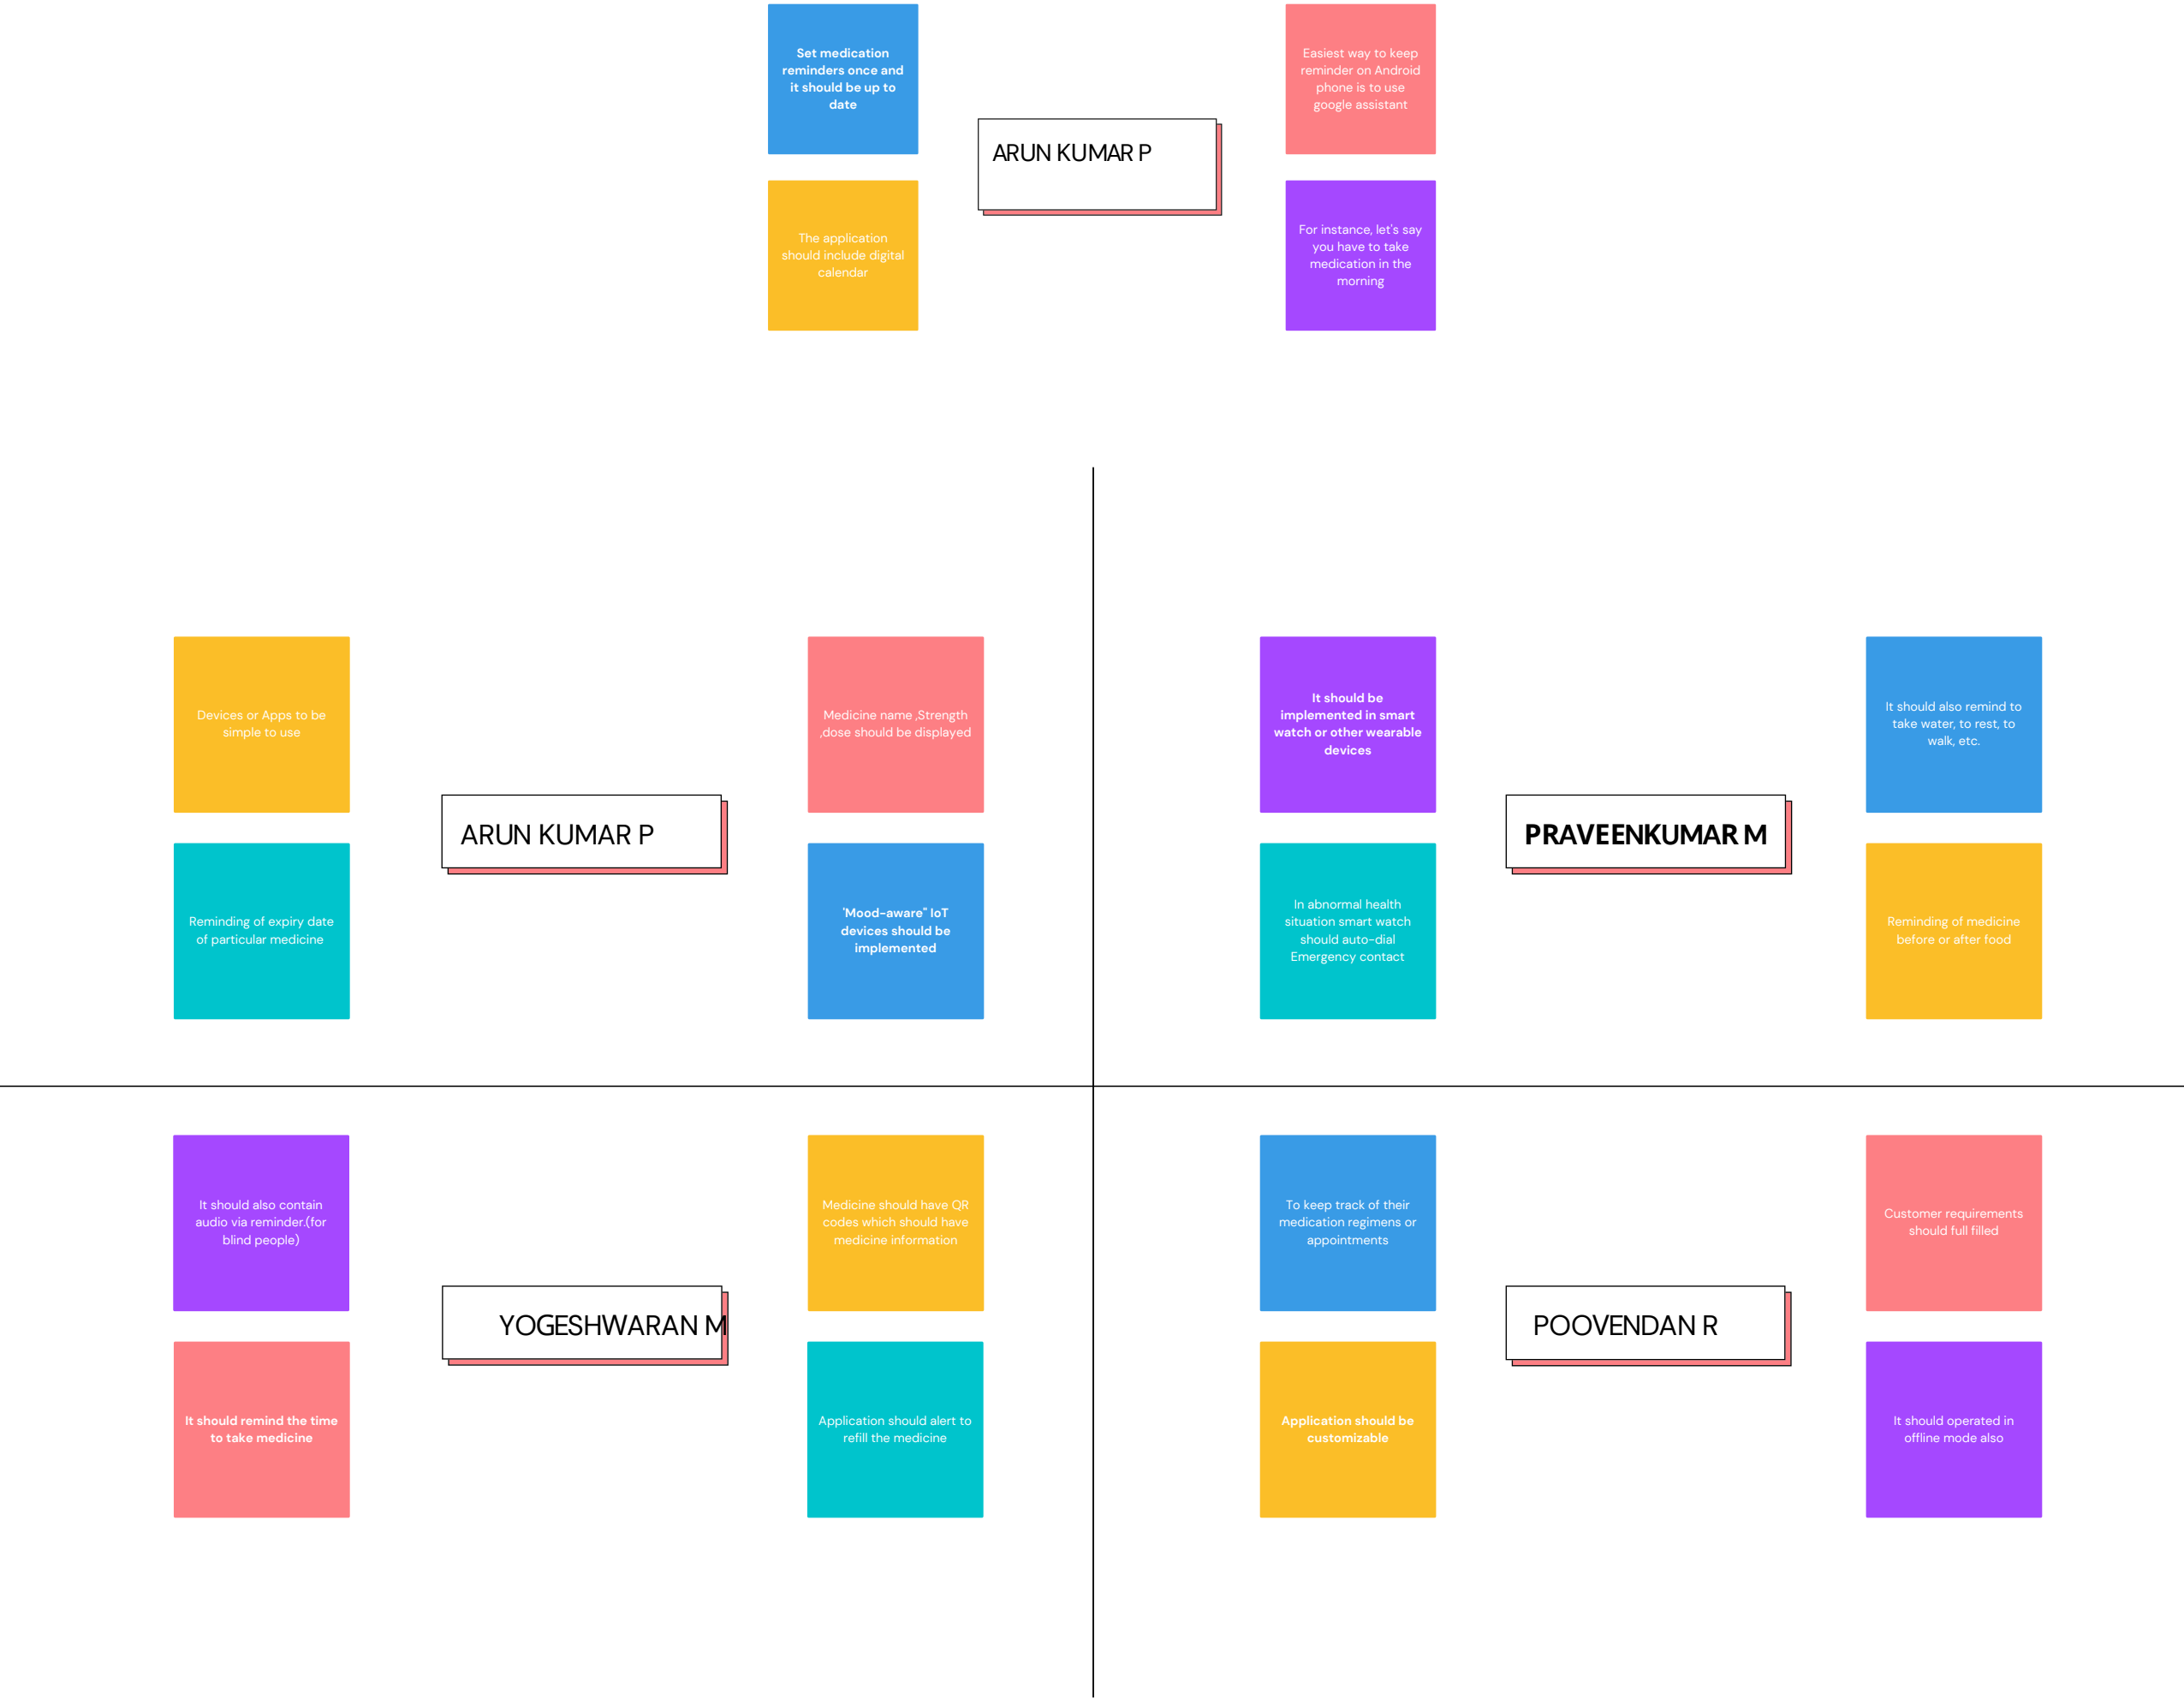 Set medication
reminders once and
it should be up to
date
Easiest way to keep
reminder on Android
phone is to use
google assistant
ARUN KUMAR P
The application
should include digital
calendar
For instance, let's say
you have to take
medication in the
morning
Devices or Apps to be
simple to use
Medicine name ,Strength
,dose should be displayed
ARUN KUMAR P
Reminding of expiry date
of particular medicine
'Mood-aware" IoT
devices should be
implemented
It should be
implemented in smart
watch or other wearable
devices
It should also remind to
take water, to rest, to
walk, etc.
PRAVEENKUMAR M
In abnormal health
situation smart watch
should auto-dial
Emergency contact
Reminding of medicine
before or after food
It should also contain
audio via reminder.(for
blind people)
Medicine should have QR
codes which should have
medicine information
YOGESHWARAN M
It should remind the time
to take medicine
Application should alert to
refill the medicine
To keep track of their
medication regimens or
appointments
Customer requirements
should full filled
POOVENDAN R
Application should be
customizable
It should operated in
offline mode also